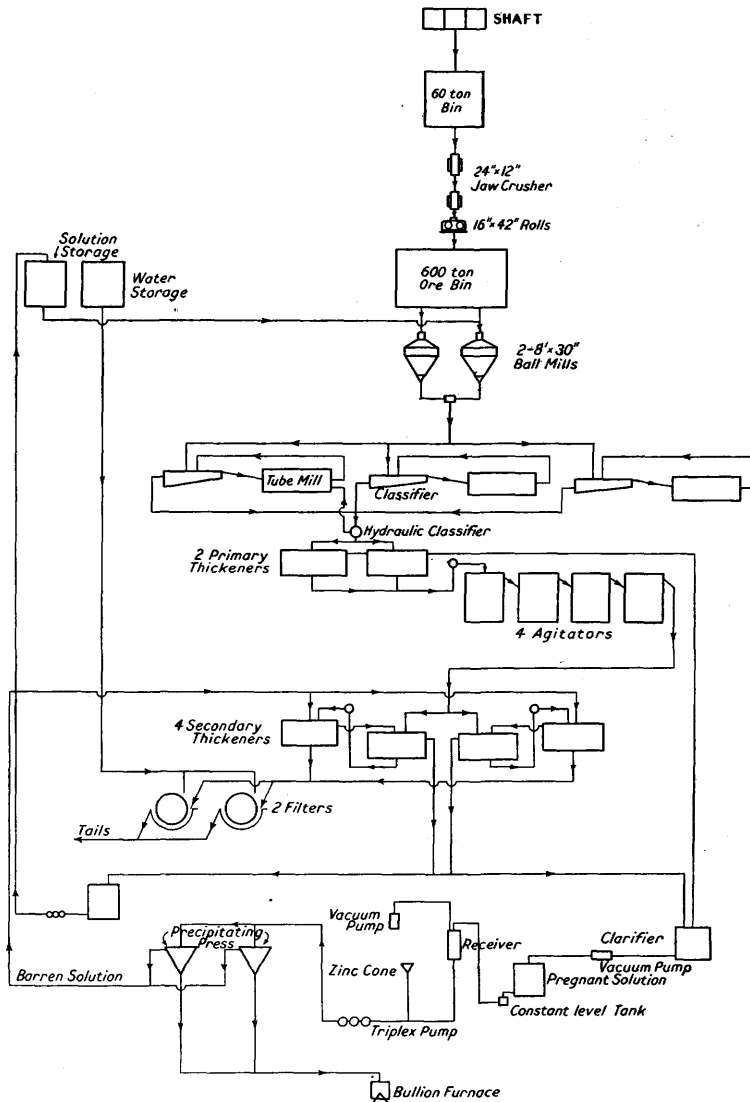 SHAFT
60 ton
Bin
24"×12"
Jaw Crusher
16"×42" Rolls
Solution
Storage
Water
Storage
600 ton
Ore Bin
2-8'×30"
Ball Mills
Tube Mill
Classifier
Hydraulic Classifier
2 Primary
Thickeners
4 Agitators
4 Secondary
Thickeners
2 Filters
Tails
Vacuum
Pump
Precipitating
Press
Receiver
Clarifier
Zinc Cone
Vacuum Pump
Barren Solution
Pregnant Solution
Constant level Tank
Triplex Pump
Bullion Furnace